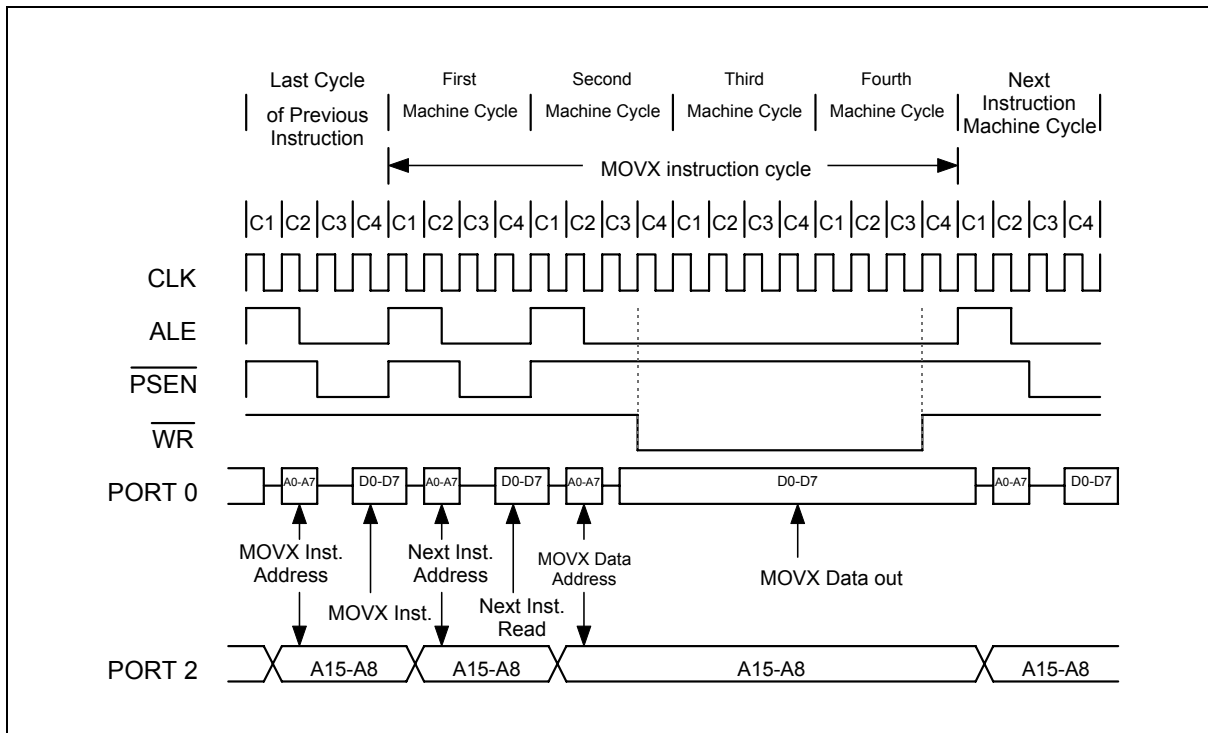 Last Cycle
of Previous
Instruction
First
Machine Cycle
Second
Machine Cycle
Third
Machine Cycle
Fourth
Machine Cycle
Next
Instruction
Machine Cycle
MOVX instruction cycle
C1 C2 C3 C4 C1 C2 C3 C4 C1 C2 C3 C4 C1 C2 C3 C4 C1 C2 C3 C4 C1 C2 C3 C4
CLK
ALE
PSEN
WR
PORT 0 A0-A7 D0-D7 A0-A7 D0-D7 A0-A7 D0-D7 A0-A7 D0-D7
MOVX Inst.
Address
MOVX Inst.
Next Inst.
Address
Next Inst.
Read
MOVX Data
Address
MOVX Data out
PORT 2 A15-A8 A15-A8 A15-A8 A15-A8